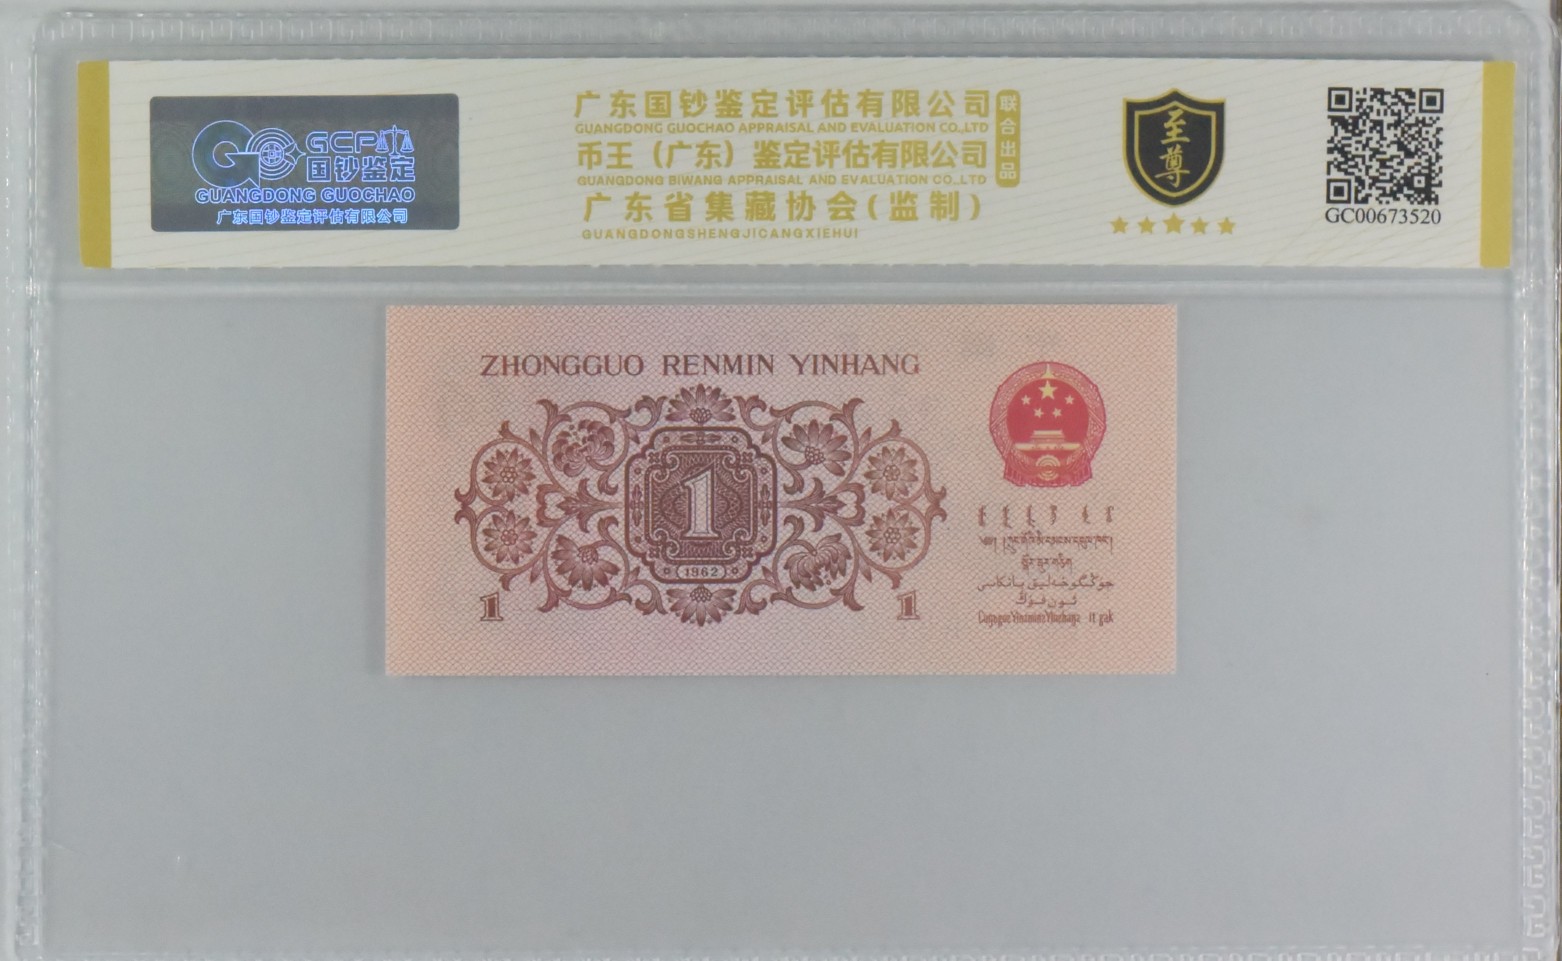 GCP
国钞鉴定
GUANGDONG GUOCHAO
广东国钞鉴定评估有限公司
广东国钞鉴定评估有限公司
GUANGDONG GUOCHAO APPRAISAL AND EVALUATION CO.,LTD
币王（广东）鉴定评估有限公司
GUANGDONG BIWANG APPRAISAL AND EVALUATION CO.,LTD
广东省集藏协会(监制)
GUANGDONGSHENGJICANGXIEHUI
联合出品
至尊
GC00673520
ZHONGGUO RENMIN YINHANG
1
(1962)
1
1